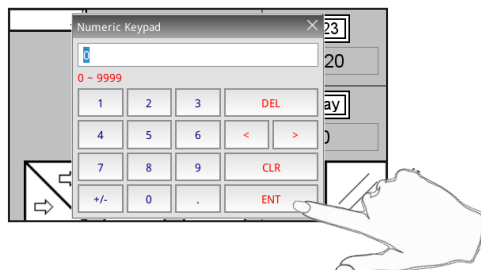 Numeric Keypad
23
0
20
0 ~ 9999
1 2 3 DEL
ay
4 5 6 < >
7 8 9 CLR
+/- 0 . ENT